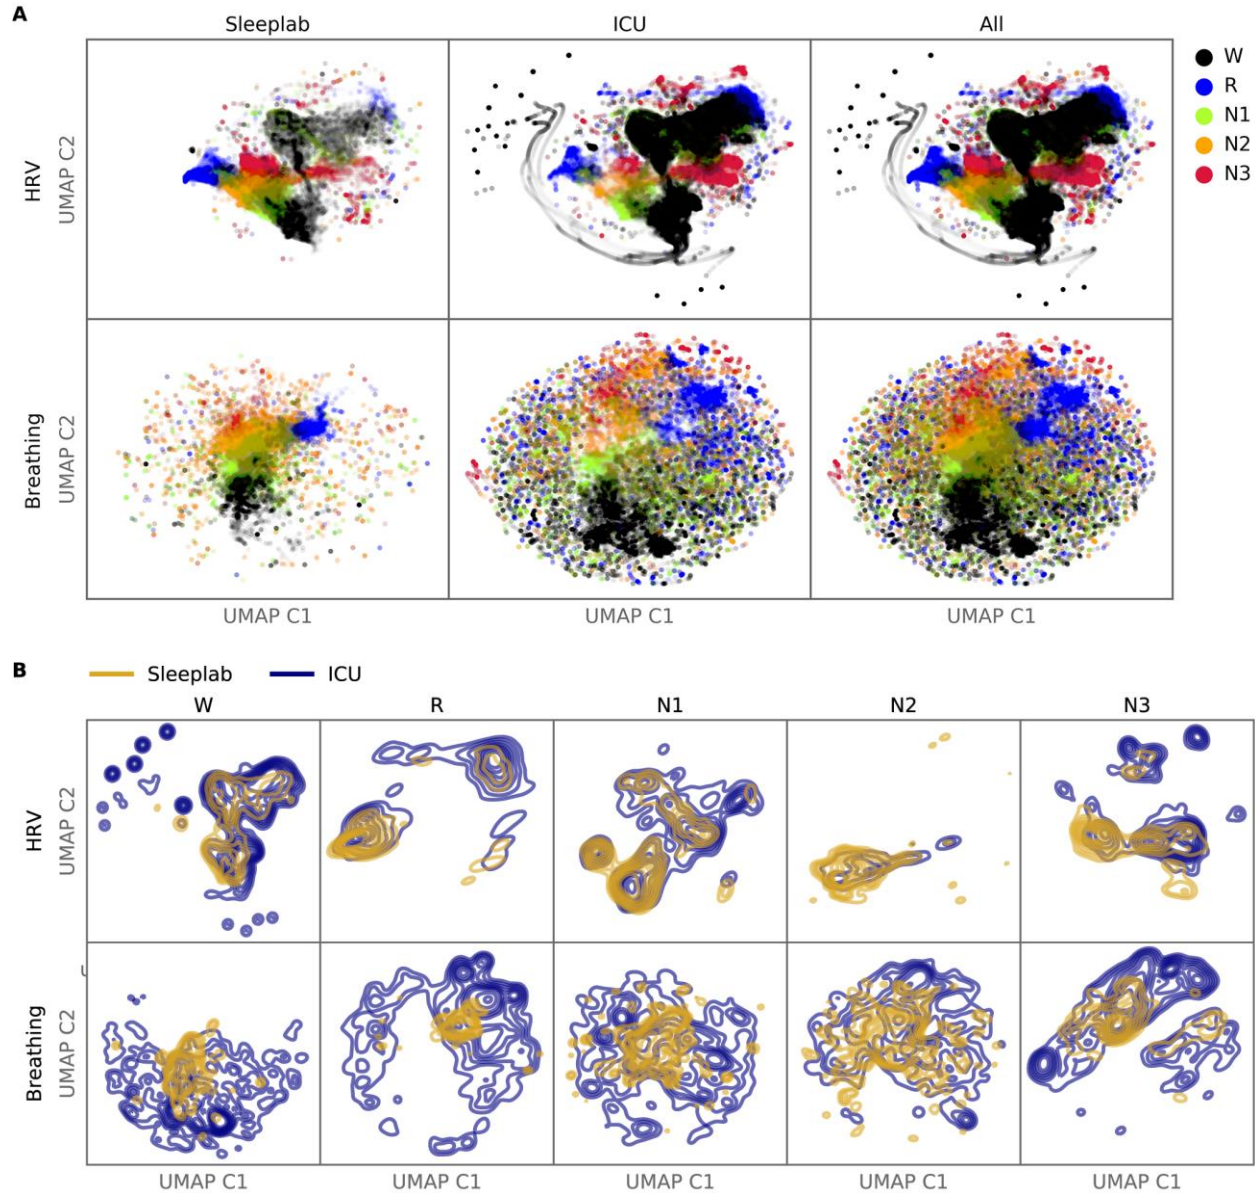 A
Sleeplab ICU All
HRV
UMAP C2
W
R
N1
N2
N3
Breathing
UMAP C2
UMAP C1 UMAP C1 UMAP C1
B
Sleeplab ICU
W R N1 N2 N3
HRV
UMAP C2
Breathing
UMAP C2
UMAP C1 UMAP C1 UMAP C1 UMAP C1 UMAP C1